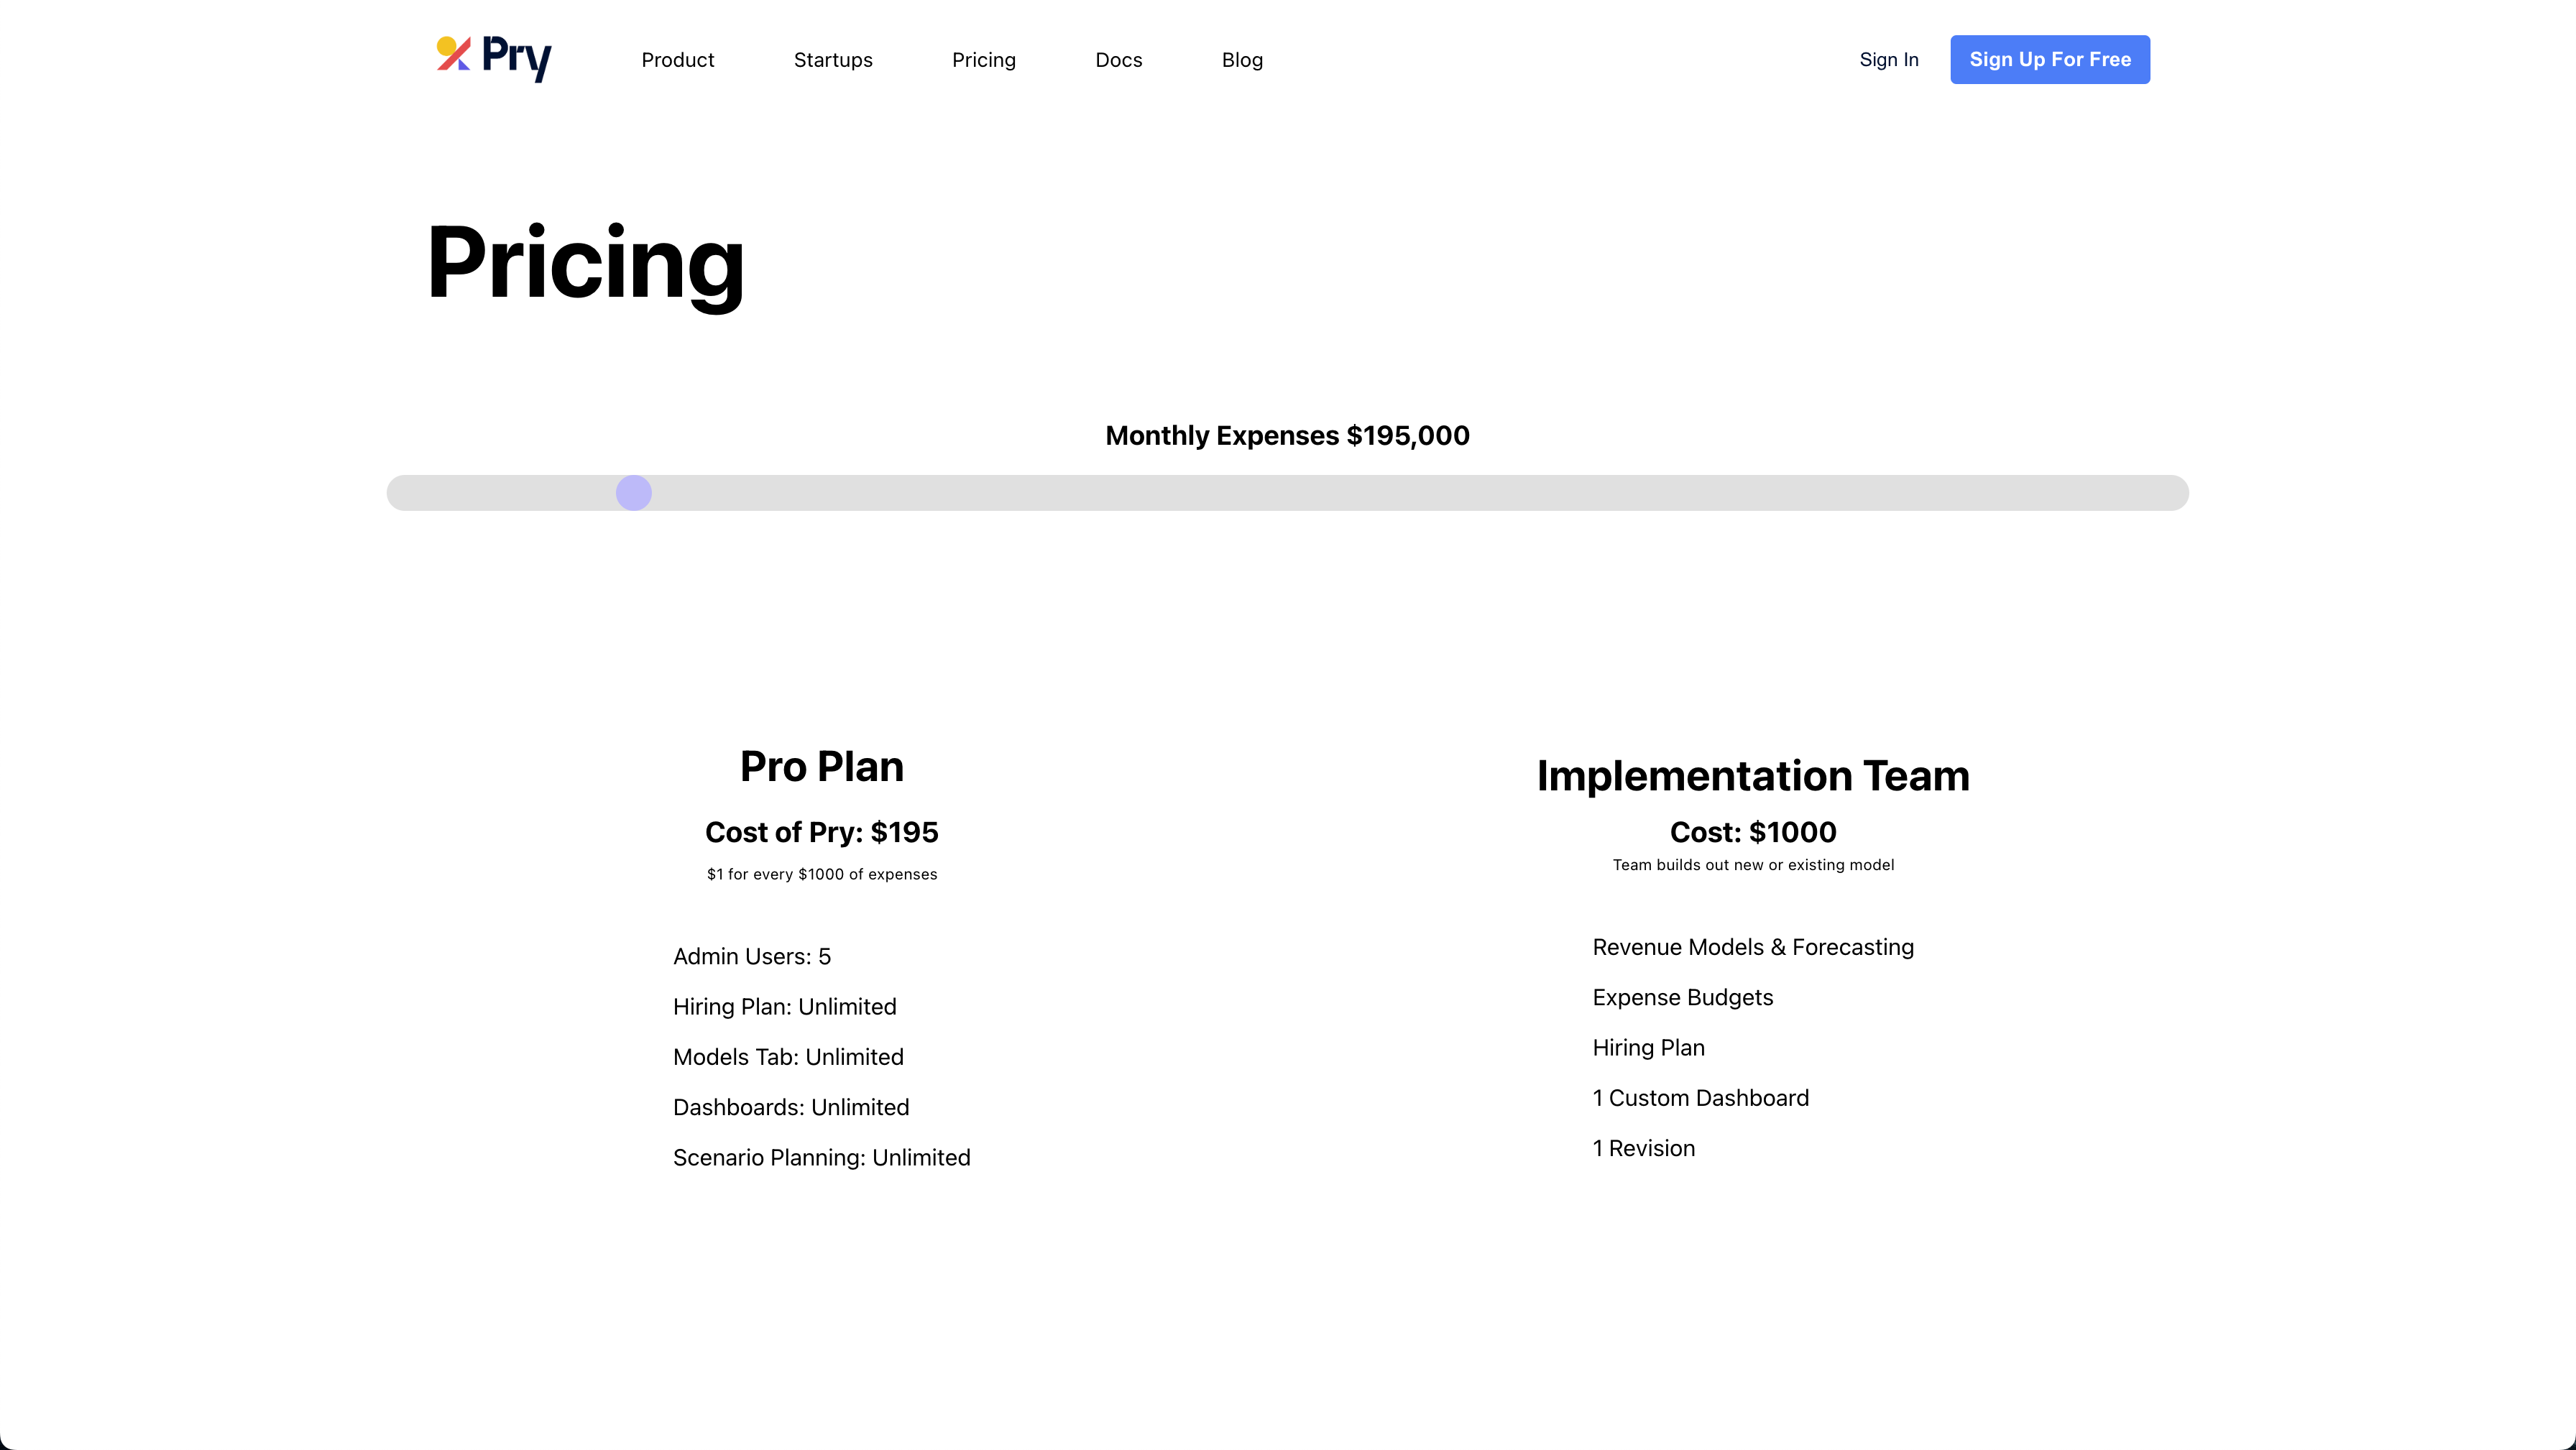 Pry
Product
Startups
Pricing
Docs
Blog
Sign In
Sign Up For Free
Pricing
Monthly Expenses $195,000
Pro Plan
Cost of Pry: $195
$1 for every $1000 of expenses
Admin Users: 5
Hiring Plan: Unlimited
Models Tab: Unlimited
Dashboards: Unlimited
Scenario Planning: Unlimited
Implementation Team
Cost: $1000
Team builds out new or existing model
Revenue Models & Forecasting
Expense Budgets
Hiring Plan
1 Custom Dashboard
1 Revision